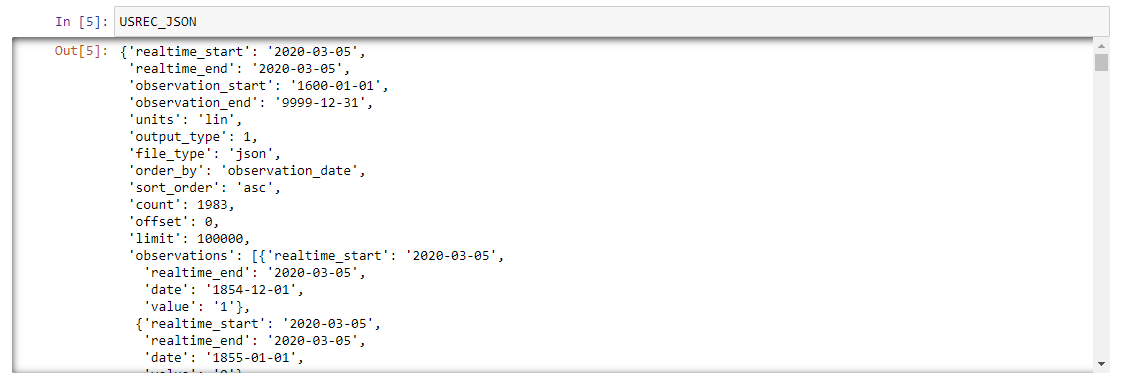 In [5]: USREC_JSON
Out[5]: {'realtime_start': '2020-03-05',
'realtime_end': '2020-03-05',
'observation_start': '1600-01-01',
'observation_end': '9999-12-31',
'units': 'lin',
'output_type': 1,
'file_type': 'json',
'order_by': 'observation_date',
'sort_order': 'asc',
'count': 1983,
'offset': 0,
'limit': 100000,
'observations': [{'realtime_start': '2020-03-05',
'realtime_end': '2020-03-05',
'date': '1854-12-01',
'value': '1'},
{'realtime_start': '2020-03-05',
'realtime_end': '2020-03-05',
'date': '1855-01-01',